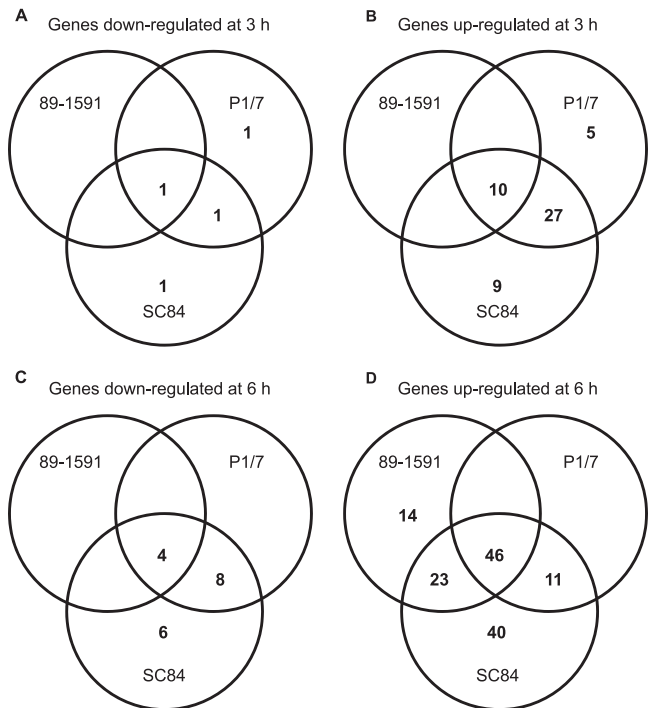 A Genes down-regulated at 3 h
89-1591 P1/7
1
1
1
1
SC84
B Genes up-regulated at 3 h
89-1591 P1/7
5
10
27
9
SC84
C Genes down-regulated at 6 h
89-1591 P1/7
4
8
6
SC84
D Genes up-regulated at 6 h
89-1591 P1/7
14
46
23 11
40
SC84